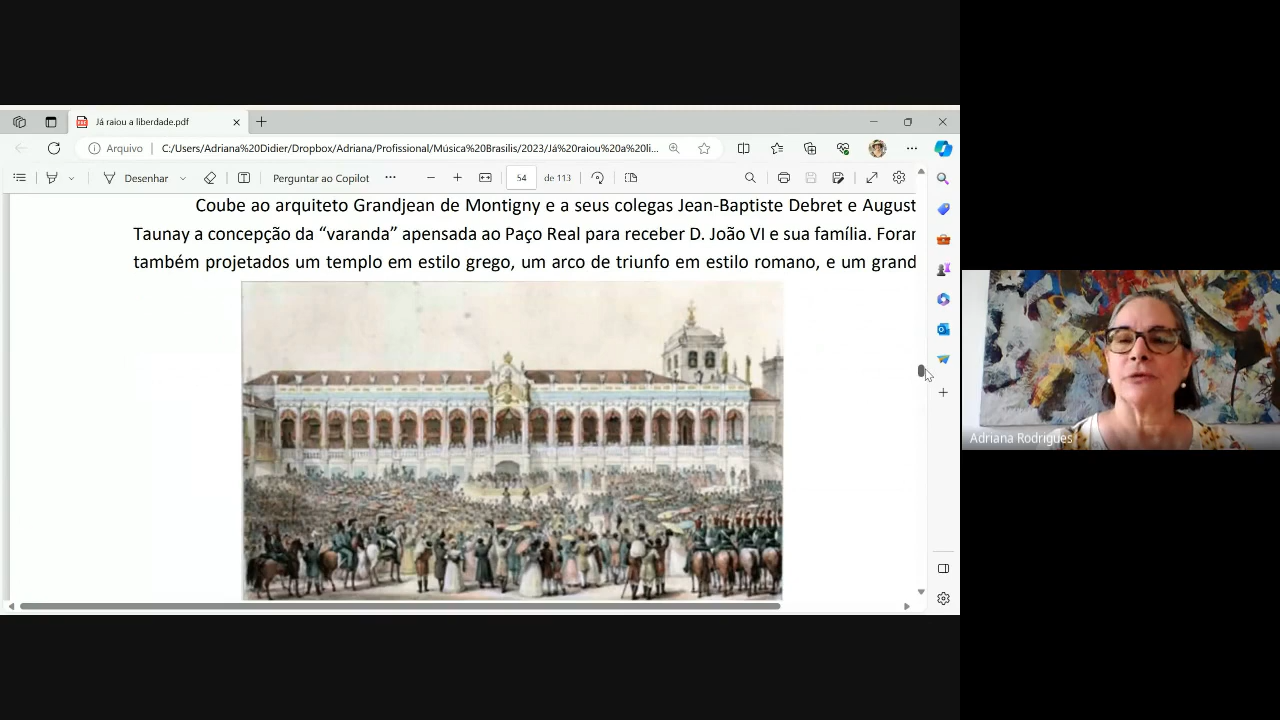 Já raiou a liberdade.pdf
Arquivo C:/Users/Adriana%20Didier/Dropbox/Adriana/Profissional/Música%20Brasilis/2023/Já%20raiou%20a%20li...
Desenhar Perguntar ao Copilot 54 de 113
Coube ao arquiteto Grandjean de Montigny e a seus colegas Jean-Baptiste Debret e August
Taunay a concepção da “varanda” apensada ao Paço Real para receber D. João VI e sua família. Foram
também projetados um templo em estilo grego, um arco de triunfo em estilo romano, e um grand
Adriana Rodrigues